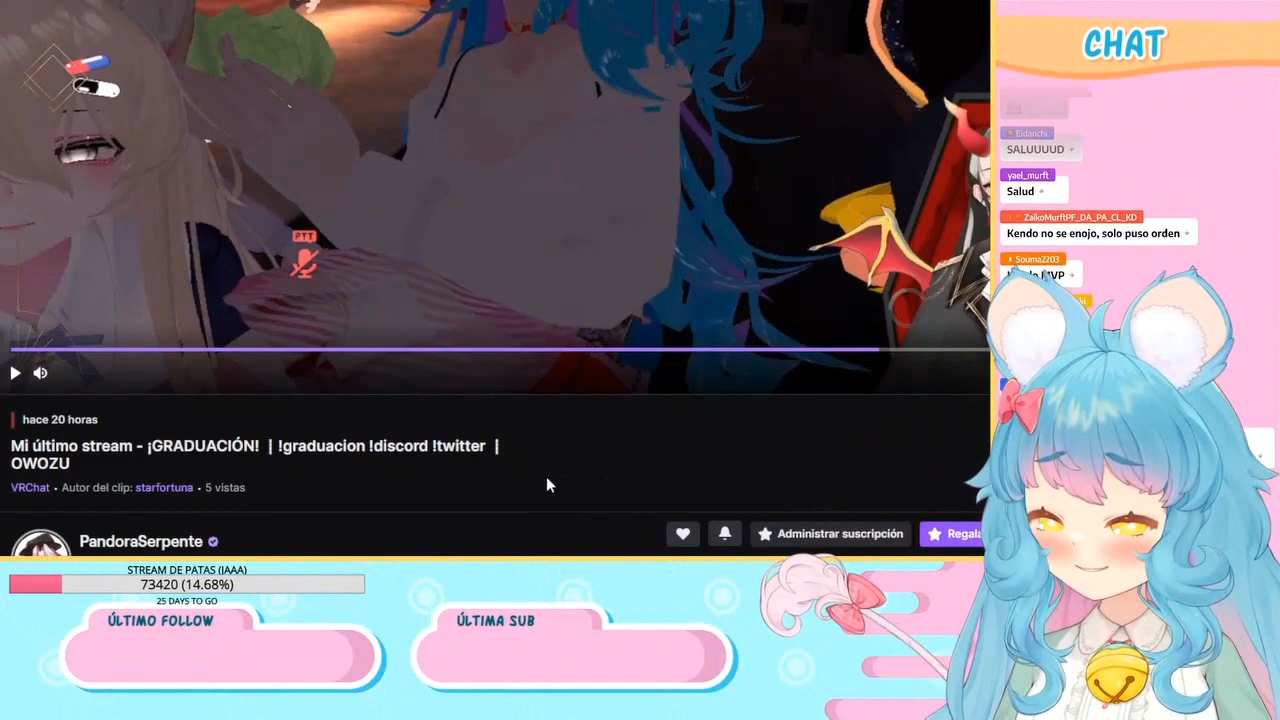 CHAT
Eidanchi
SALUUUUD
yael_murft
Salud
ZaikoMurftPF_DA_PA_CL_KD
Kendo no se enojo, solo puso orden
Souma2203
MVP
PTT
hace 20 horas
Mi último stream - ¡GRADUACIÓN! | !graduacion !discord !twitter |
OWOZU
VRChat • Autor del clip: starfortuna • 5 vistas
PandoraSerpente
Administrar suscripción
Regala
STREAM DE PATAS (IAAA)
73420 (14.68%)
25 DAYS TO GO
ÚLTIMO FOLLOW
ÚLTIMA SUB